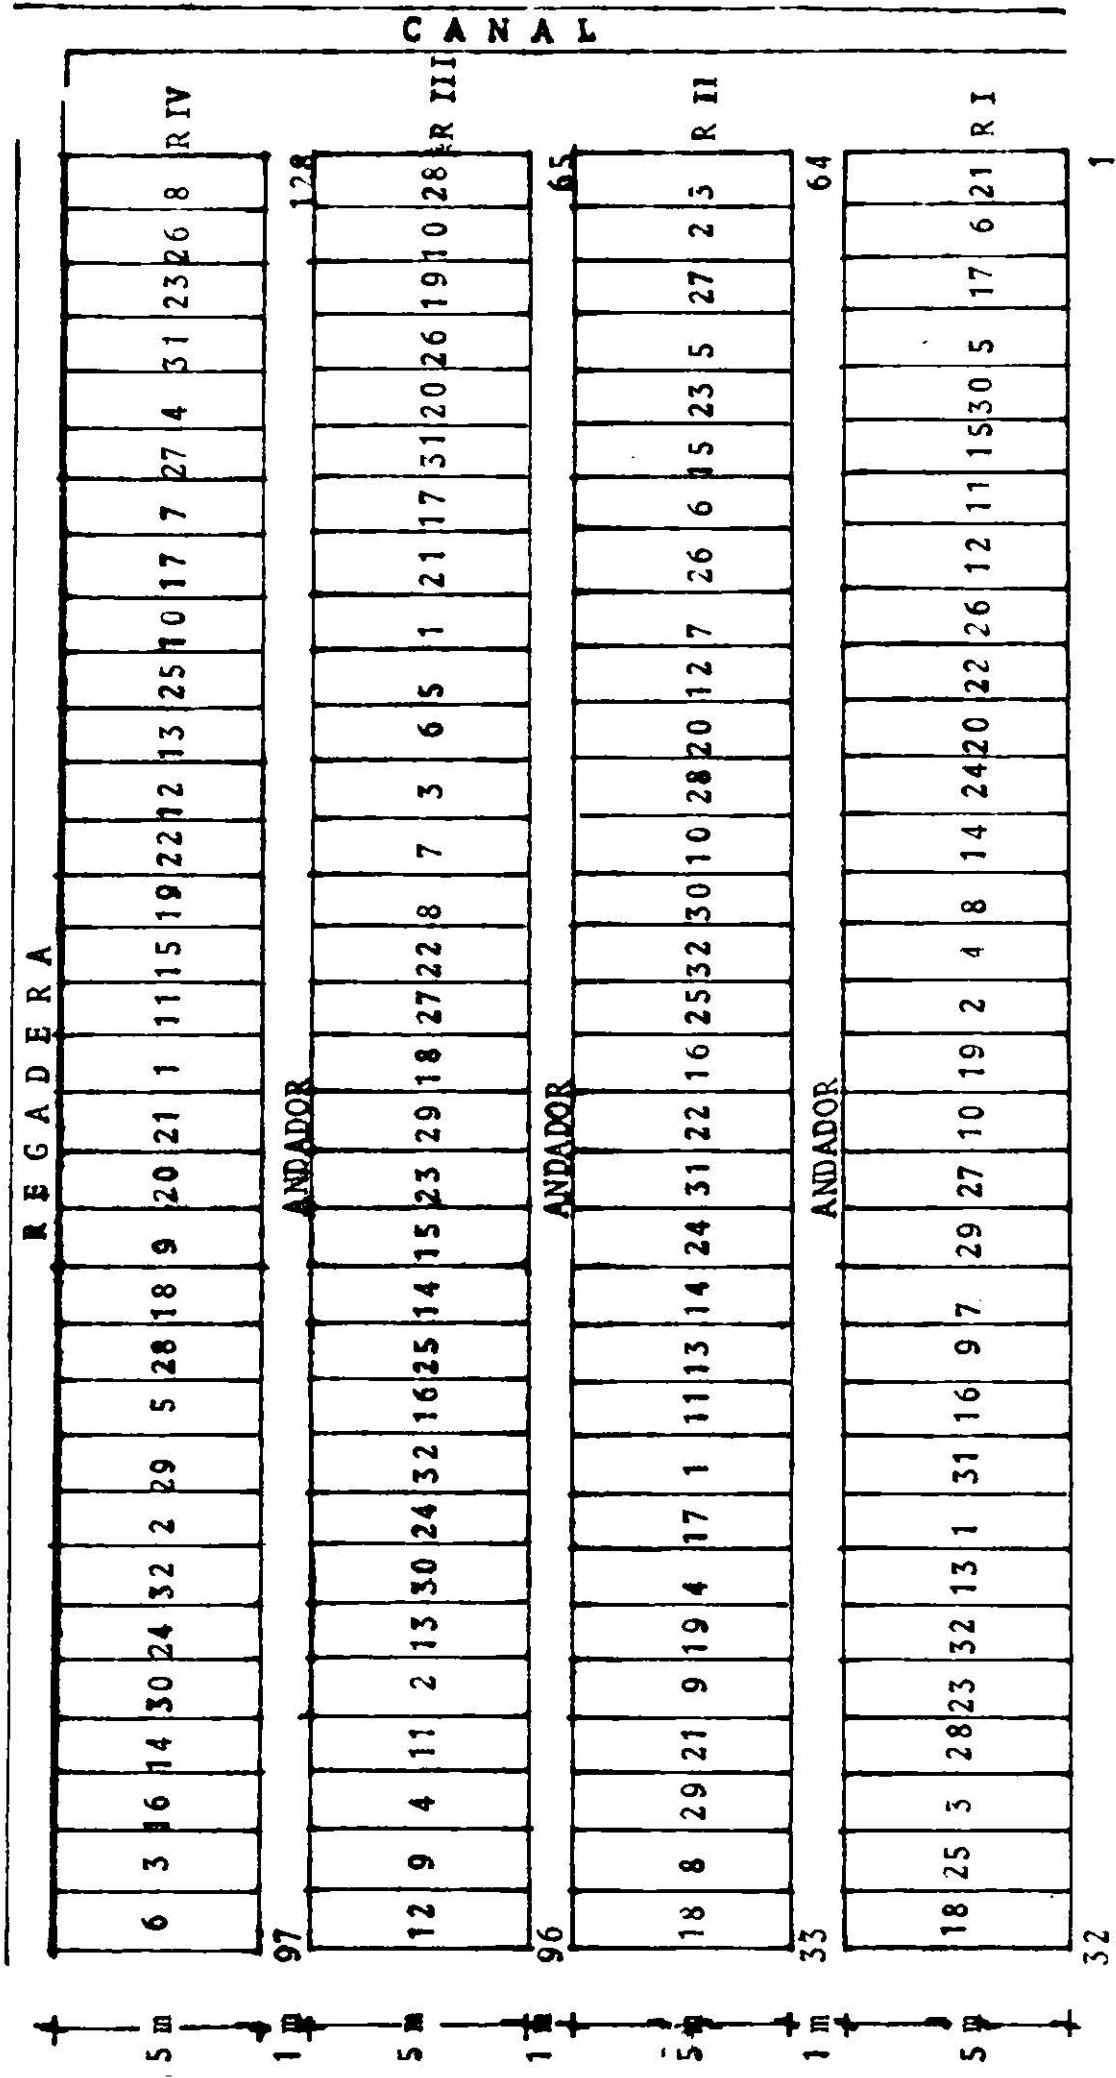 REGADERA
CANAL
5 m 6 3 16 14 30 24 32 2 29 5 28 18 9 20 21 1 11 15 19 22 12 13 25 10 17 7 27 4 31 23 26 8 R IV
1 m 97 ANDADOR 128
5 m 12 9 4 11 2 13 30 24 32 16 25 14 15 23 29 18 27 22 8 7 3 6 5 1 21 17 31 20 26 19 10 28 R III
1 m 96 ANDADOR 65
5 m 18 8 29 21 9 19 4 17 1 11 13 14 24 31 22 16 25 32 30 10 28 20 12 7 26 6 15 23 5 27 2 3 R II
1 m 33 ANDADOR 64
5 m 18 25 3 28 23 32 13 1 31 16 9 7 29 27 10 19 2 4 8 14 24 20 22 26 12 11 15 30 5 17 6 21 R I
32 1